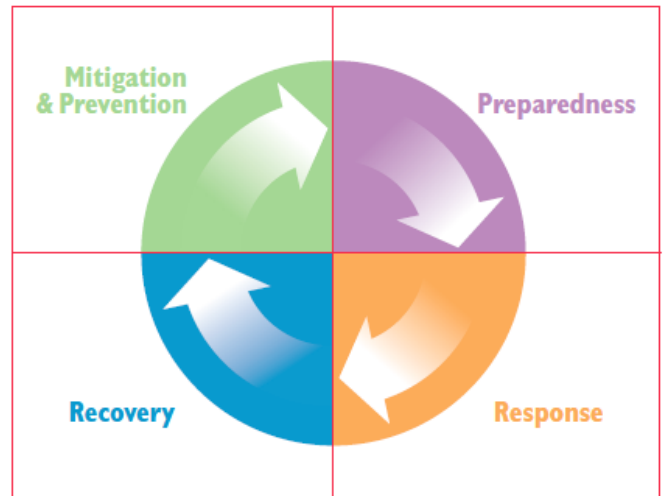 Mitigation
& Prevention
Preparedness
Recovery
Response